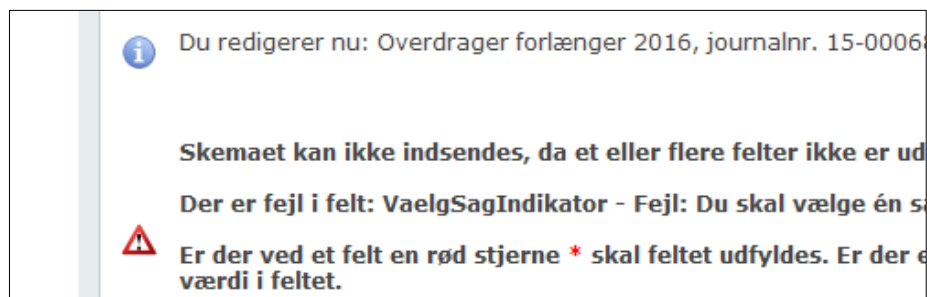 Du redigerer nu: Overdrager forlænger 2016, journalnr. 15-0006
Skemaet kan ikke indsendes, da et eller flere felter ikke er ud
Der er fejl i felt: VaelgSagIndikator - Fejl: Du skal vælge én
Er der ved et felt en rød stjerne * skal feltet udfyldes. Er der
værdi i feltet.